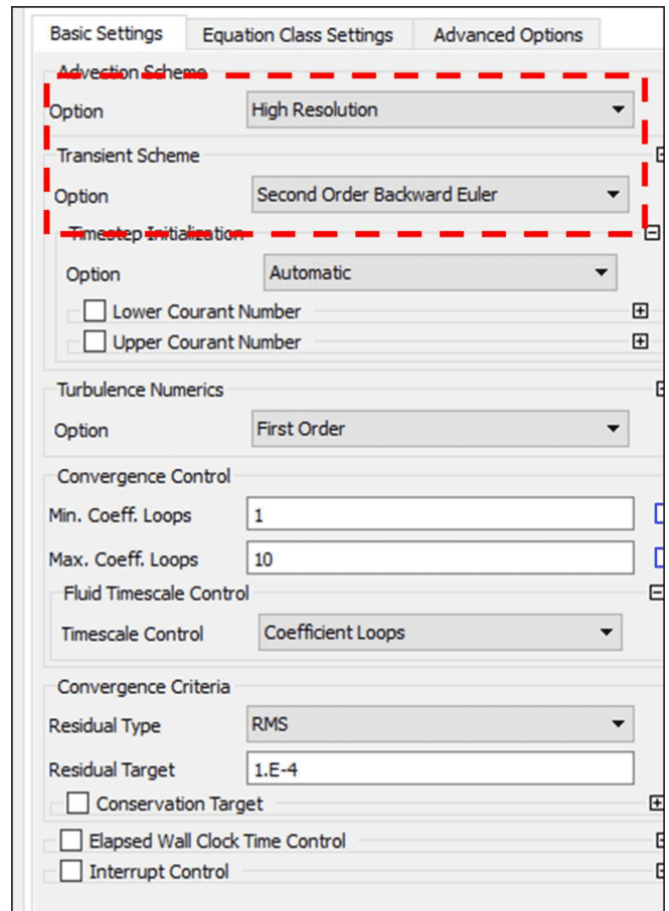 Basic Settings Equation Class Settings Advanced Options
Advection Scheme
Option High Resolution
Transient Scheme
Option Second Order Backward Euler
Timestep Initialization
Option Automatic
Lower Courant Number
Upper Courant Number
Turbulence Numerics
Option First Order
Convergence Control
Min. Coeff. Loops 1
Max. Coeff. Loops 10
Fluid Timescale Control
Timescale Control Coefficient Loops
Convergence Criteria
Residual Type RMS
Residual Target 1.E-4
Conservation Target
Elapsed Wall Clock Time Control
Interrupt Control